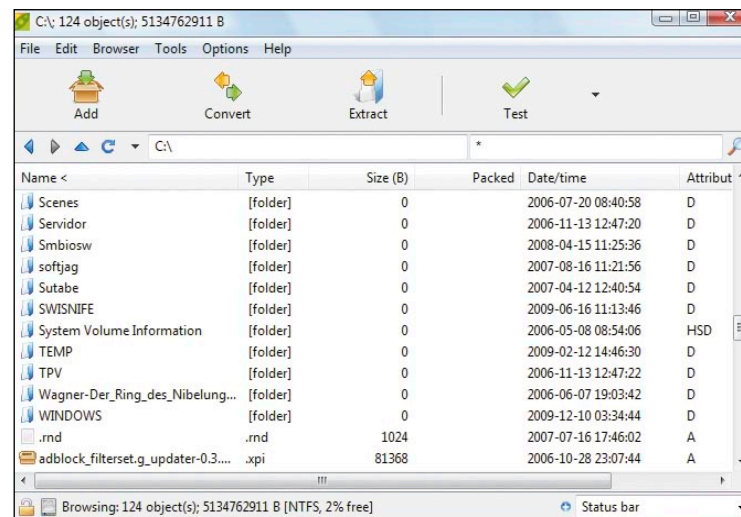 C:\; 124 object(s); 5134762911 B
File Edit Browser Tools Options Help
Add Convert Extract Test
C:\ *
Name < Type Size (B) Packed Date/time Attribut
Scenes [folder] 0 2006-07-20 08:40:58 D
Servidor [folder] 0 2006-11-13 12:47:20 D
Smbiosw [folder] 0 2008-04-15 11:25:36 D
softjag [folder] 0 2007-08-16 11:21:56 D
Sutabe [folder] 0 2007-04-12 12:40:54 D
SWISNIFE [folder] 0 2009-06-16 11:13:46 D
System Volume Information [folder] 0 2006-05-08 08:54:06 HSD
TEMP [folder] 0 2009-02-12 14:46:30 D
TPV [folder] 0 2006-11-13 12:47:22 D
Wagner-Der_Ring_des_Nibelung... [folder] 0 2006-06-07 19:03:42 D
WINDOWS [folder] 0 2009-12-10 03:34:44 D
.rnd .rnd 1024 2007-07-16 17:46:02 A
adblock_filterset.g_updater-0.3.... .xpi 81368 2006-10-28 23:07:44 A
Browsing: 124 object(s); 5134762911 B [NTFS, 2% free] Status bar